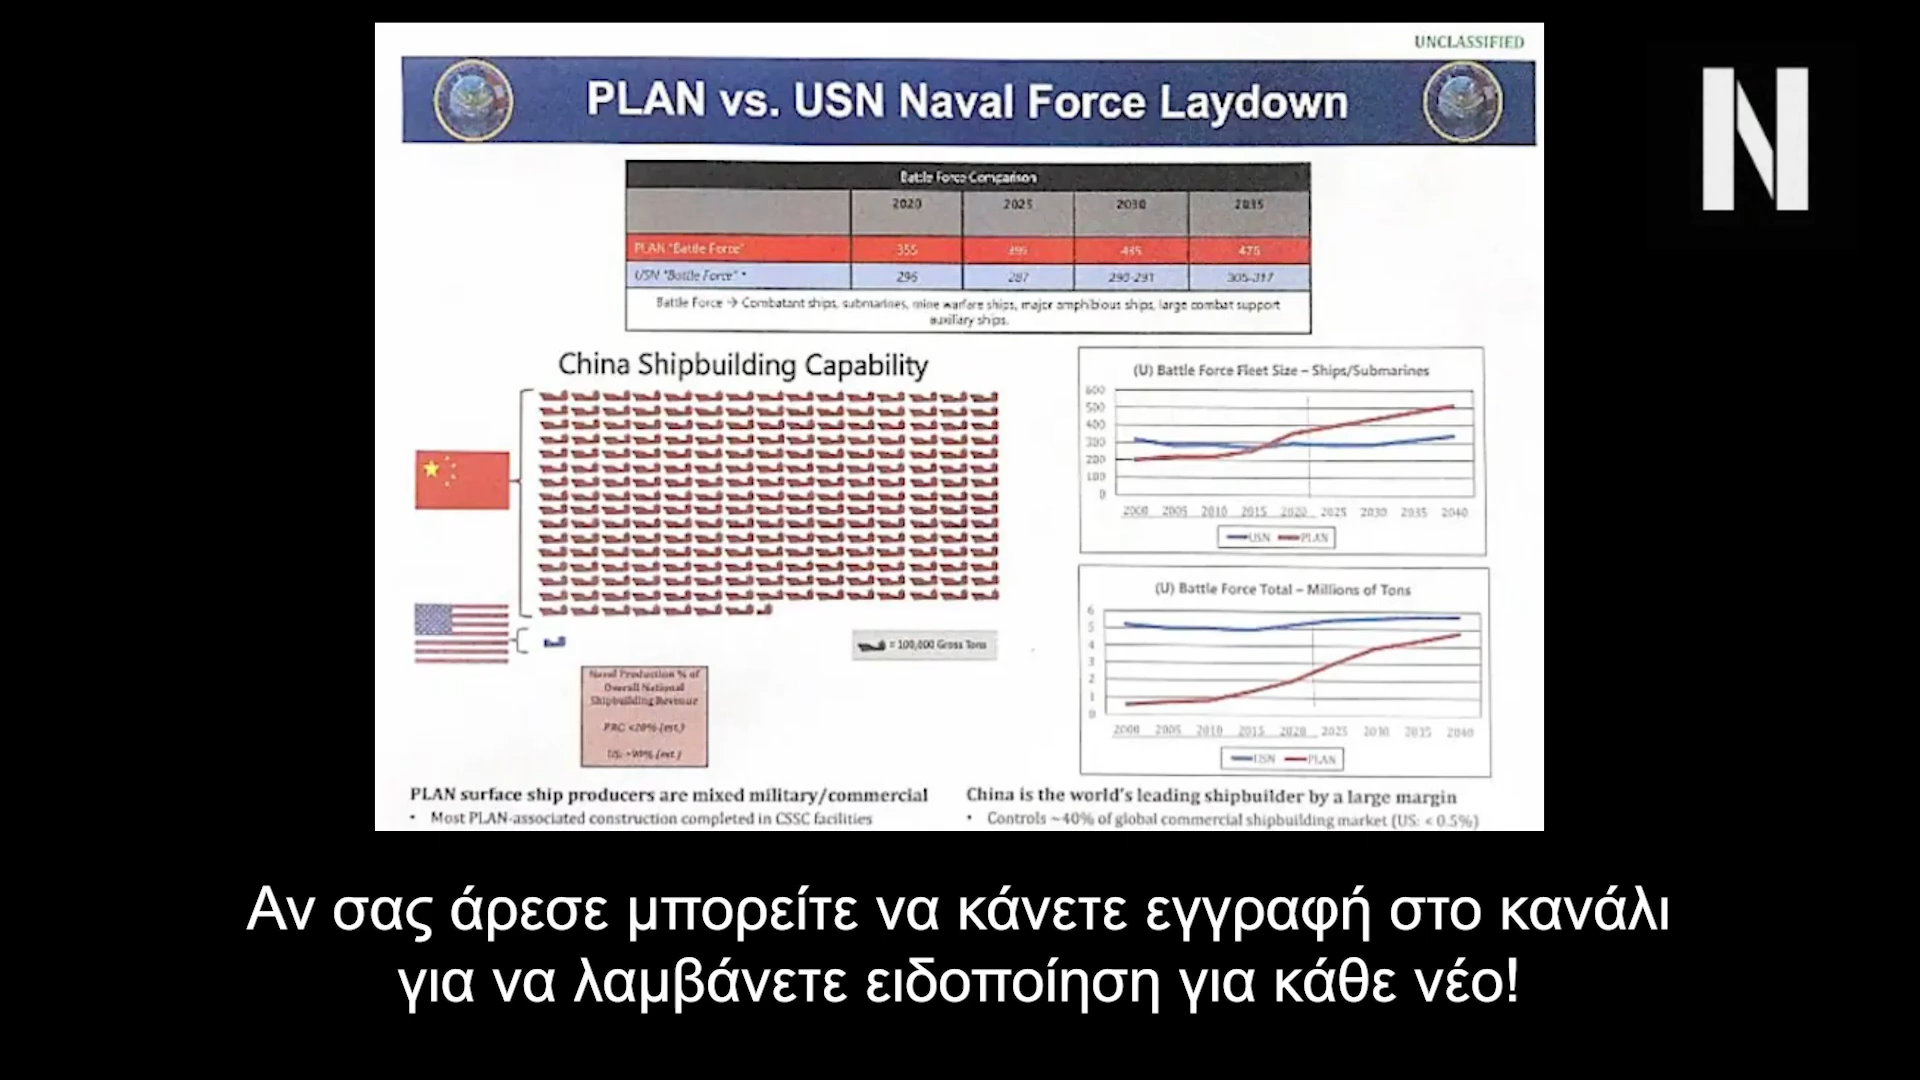 UNCLASSIFIED
N
PLAN vs. USN Naval Force Laydown
Battle Force Comparison
2020 2025 2030 2035
PLAN "Battle Force" 355
USN "Battle Force" * 296 287 290-291 305-317
Battle Force → Combatant ships, submarines, mine warfare ships, major amphibious ships, large combat support
auxiliary ships.
China Shipbuilding Capability
= 100,000 Gross Tons
Naval Production % of
Overall National
Shipbuilding Revenue
PRC <20% (est.)
(U) Battle Force Fleet Size – Ships/Submarines
600
500
400
300
200
100
0
2000 2005 2010 2015 2020 2025 2030 2035 2040
USN PLAN
(U) Battle Force Total – Millions of Tons
6
5
4
3
2
1
0
2000 2005 2010 2015 2020 2025 2030 2035 2040
USN PLAN
PLAN surface ship producers are mixed military/commercial
• Most PLAN-associated construction completed in CSSC facilities
China is the world's leading shipbuilder by a large margin
• Controls ~40% of global commercial shipbuilding market (US: < 0.5%)
Αν σας άρεσε μπορείτε να κάνετε εγγραφή στο κανάλι
για να λαμβάνετε ειδοποίηση για κάθε νέο!